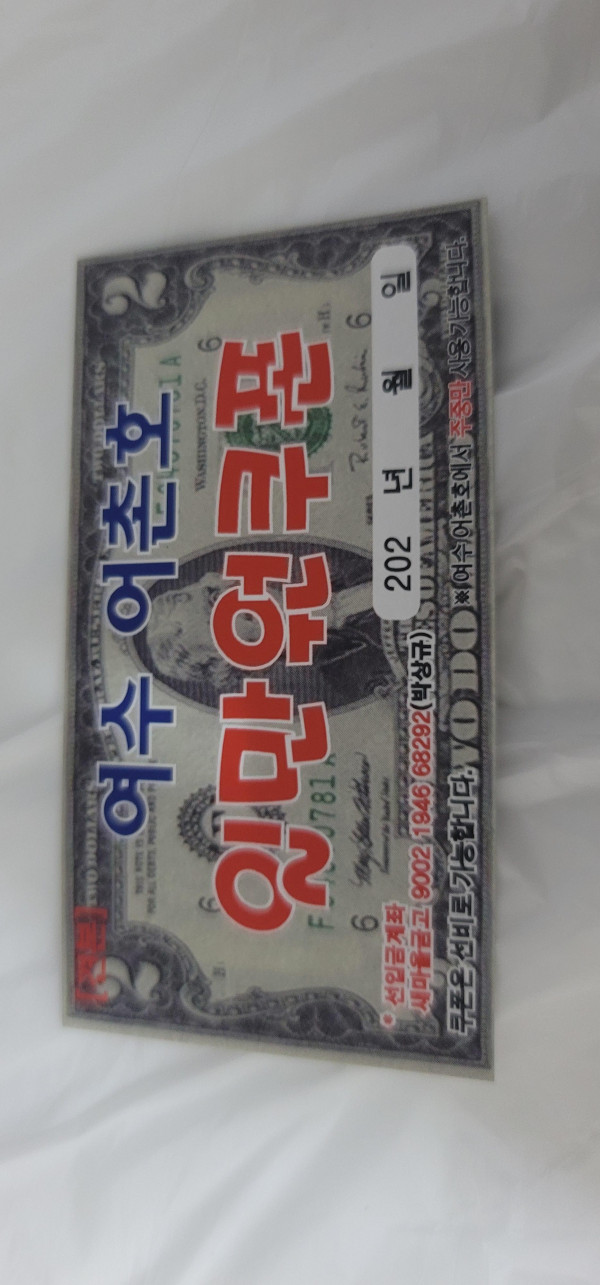 여수 어촌호
일만원쿠폰
202 년 월 일
* 선입금계좌
새마을금고 9002 1946 68292(박상규)
쿠폰은 선비로 가능합니다.
※여수 어촌호에서 주중만 사용가능합니다.
WASHINGTON, D.C.